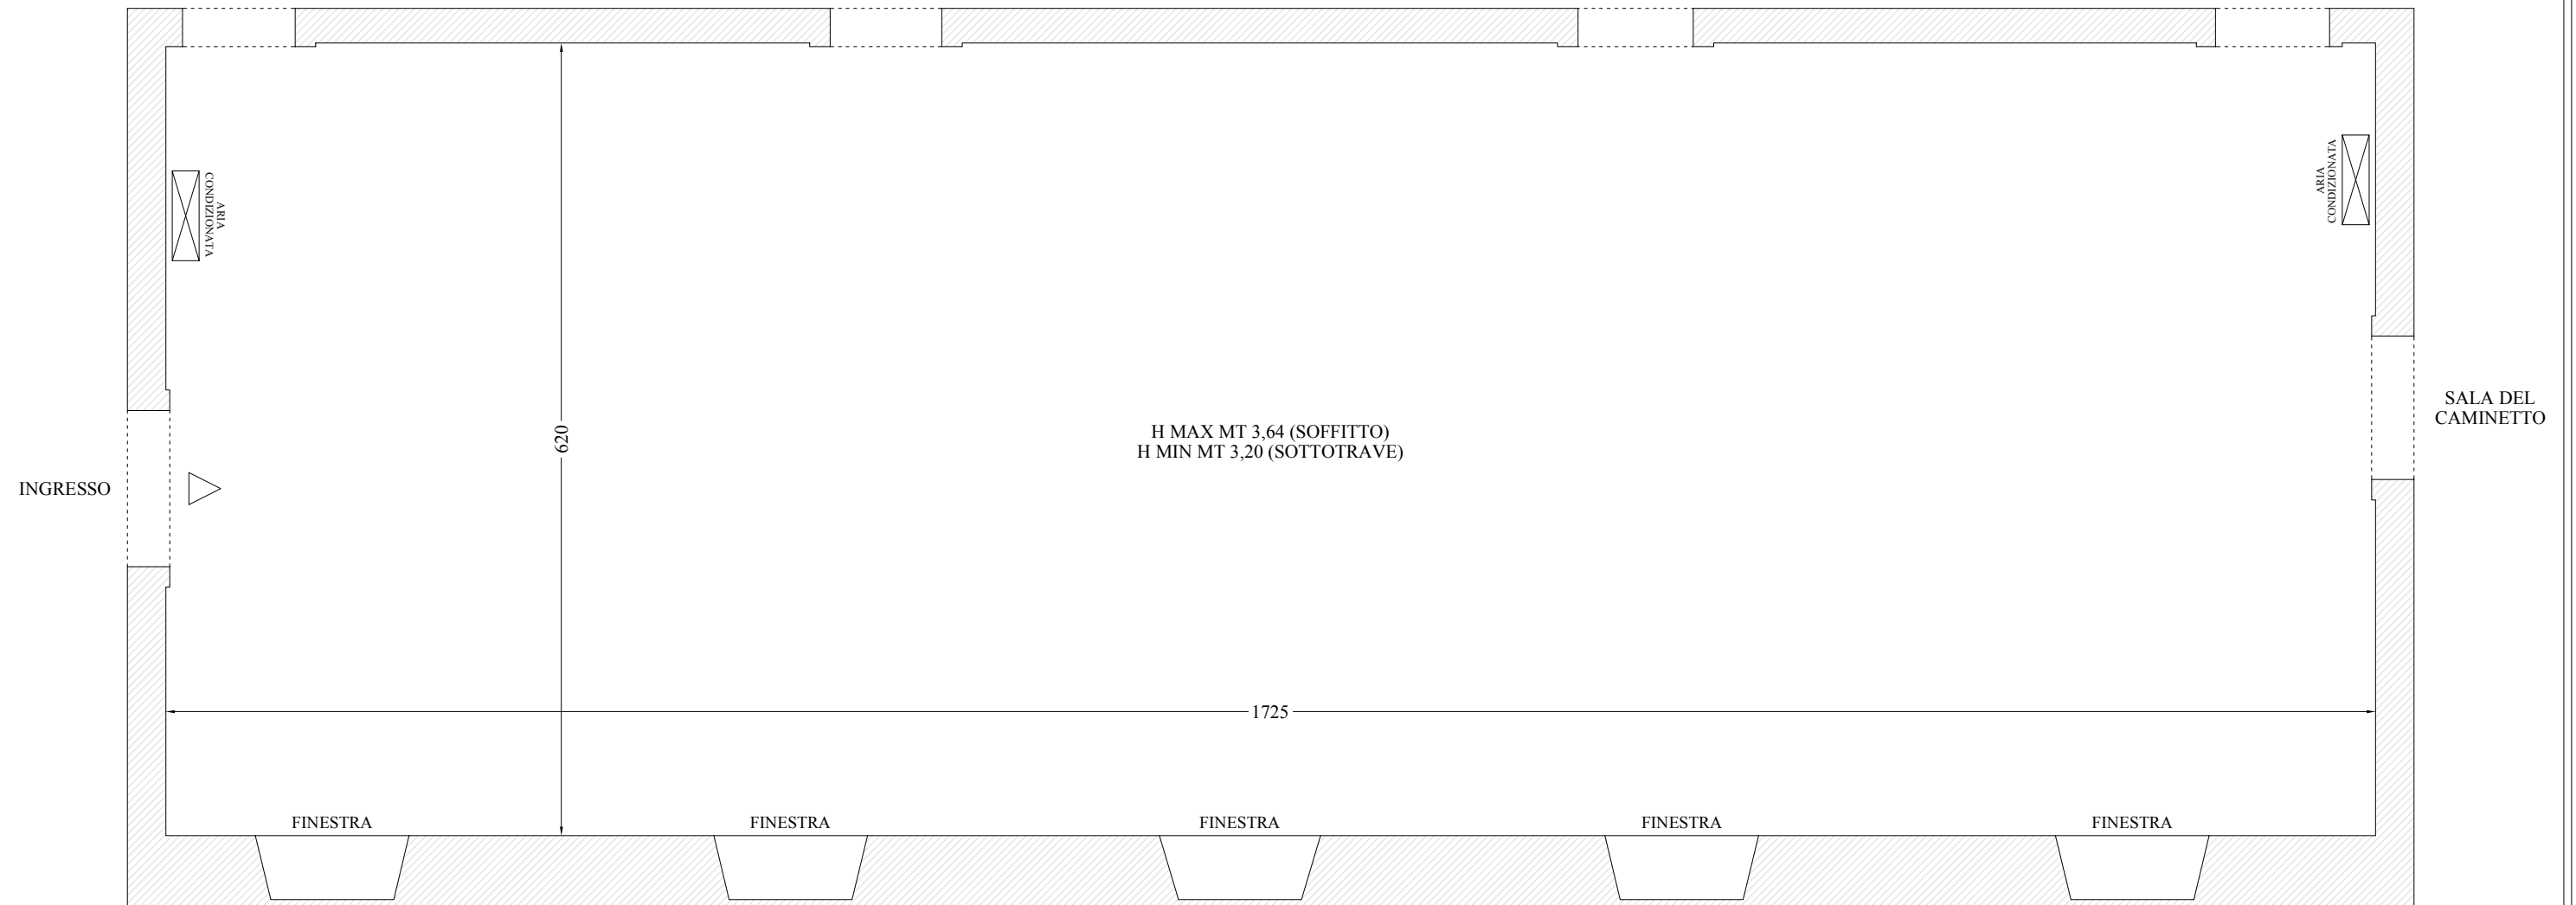 ARIA
CONDIZIONATA
ARIA
CONDIZIONATA
620
H MAX MT 3,64 (SOFFITTO)
H MIN MT 3,20 (SOTTOTRAVE)
SALA DEL
CAMINETTO
INGRESSO
1725
FINESTRA
FINESTRA
FINESTRA
FINESTRA
FINESTRA